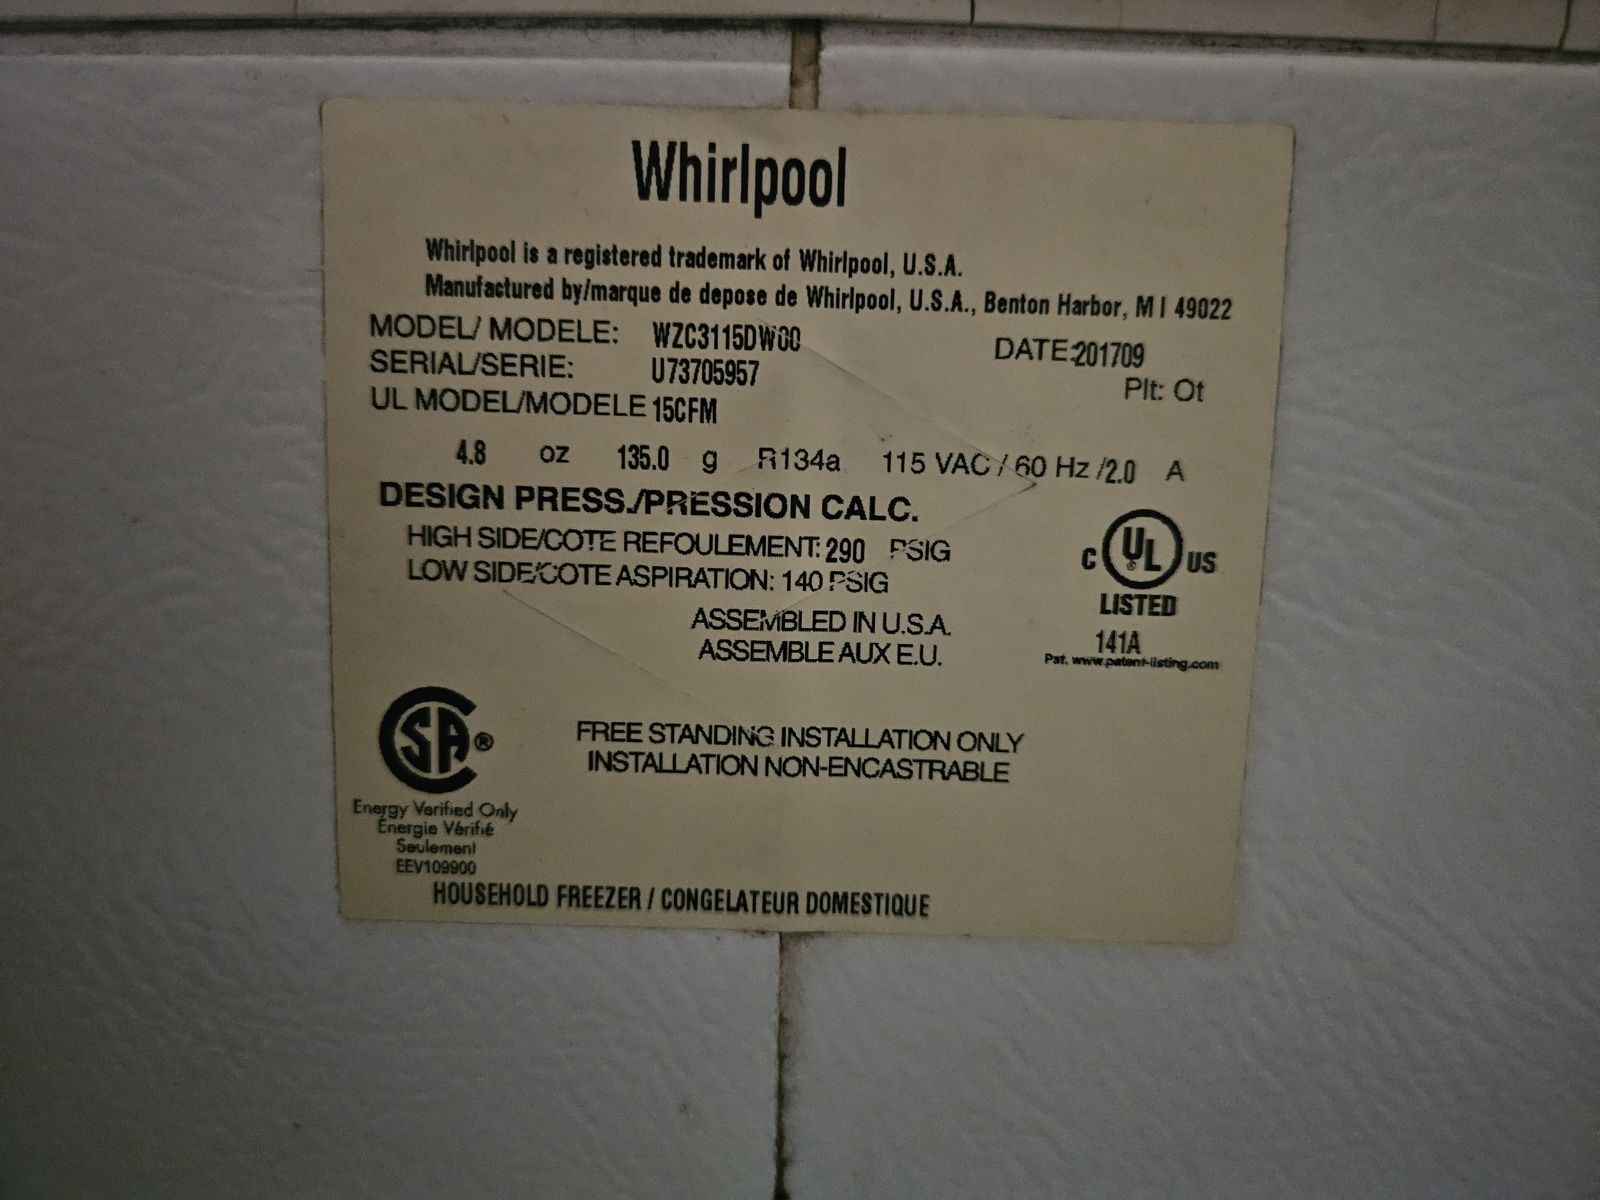 Whirlpool
Whirlpool is a registered trademark of Whirlpool, U.S.A.
Manufactured by/marque de depose de Whirlpool, U.S.A., Benton Harbor, M I 49022
MODEL/ MODELE: WZC3115DW00
DATE:201709
SERIAL/SERIE: U73705957
Plt: Ot
UL MODEL/MODELE 15CFM
4.8 oz 135.0 g R134a 115 VAC / 60 Hz /2.0 A
DESIGN PRESS./PRESSION CALC.
HIGH SIDE/COTE REFOULEMENT: 290 PSIG
LOW SIDE/COTE ASPIRATION: 140 PSIG
C UL ® US
LISTED
141A
Pat. www.patent-listing.com
ASSEMBLED IN U.S.A.
ASSEMBLE AUX E.U.
CSA ®
Energy Verified Only
Énergie Vérifié
Seulement
EEV109900
FREE STANDING INSTALLATION ONLY
INSTALLATION NON-ENCASTRABLE
HOUSEHOLD FREEZER / CONGELATEUR DOMESTIQUE